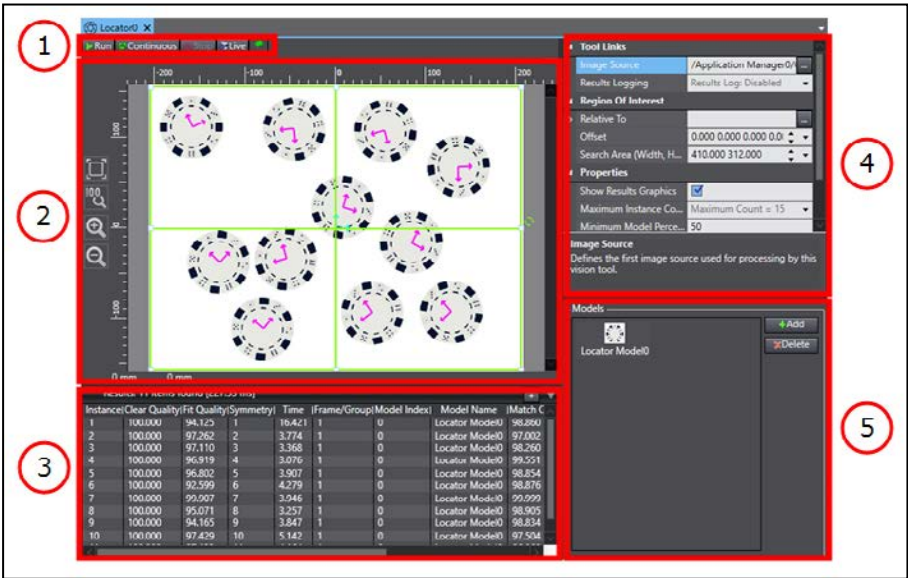 Locator0 X
1
Run Continuous Stop Live
-200 -100 0 100 200
100
0
-100
0 mm 0 mm
2
100
Results: 11 items found
Instance Clear Quality Fit Quality Symmetry Time Frame/Group Model Index Model Name Match
1 100.000 94.125 1 16.421 1 0 Locator Model0 98.860
2 100.000 97.262 2 3.774 1 0 Locator Model0 97.002
3 100.000 97.110 3 3.368 1 0 Locator Model0 98.260
4 100.000 96.919 4 3.076 1 0 Locator Model0 99.551
5 100.000 96.802 5 3.907 1 0 Locator Model0 98.854
6 100.000 92.599 6 4.279 1 0 Locator Model0 98.876
7 100.000 99.907 7 3.946 1 0 Locator Model0 99.999
8 100.000 95.071 8 3.257 1 0 Locator Model0 98.905
9 100.000 94.165 9 3.847 1 0 Locator Model0 98.834
10 100.000 97.429 10 5.142 1 0 Locator Model0 97.504
3
Tool Links
Image Source /Application Manager0/ ...
Results Logging Results Log: Disabled
Region Of Interest
Relative To ...
Offset 0.000 0.000 0.000
Search Area (Width, H... 410.000 312.000
Properties
Show Results Graphics
Maximum Instance Co... Maximum Count = 15
Minimum Model Perce... 50
Image Source
Defines the first image source used for processing by this
vision tool.
4
Models
Locator Model0
Add
Delete
5